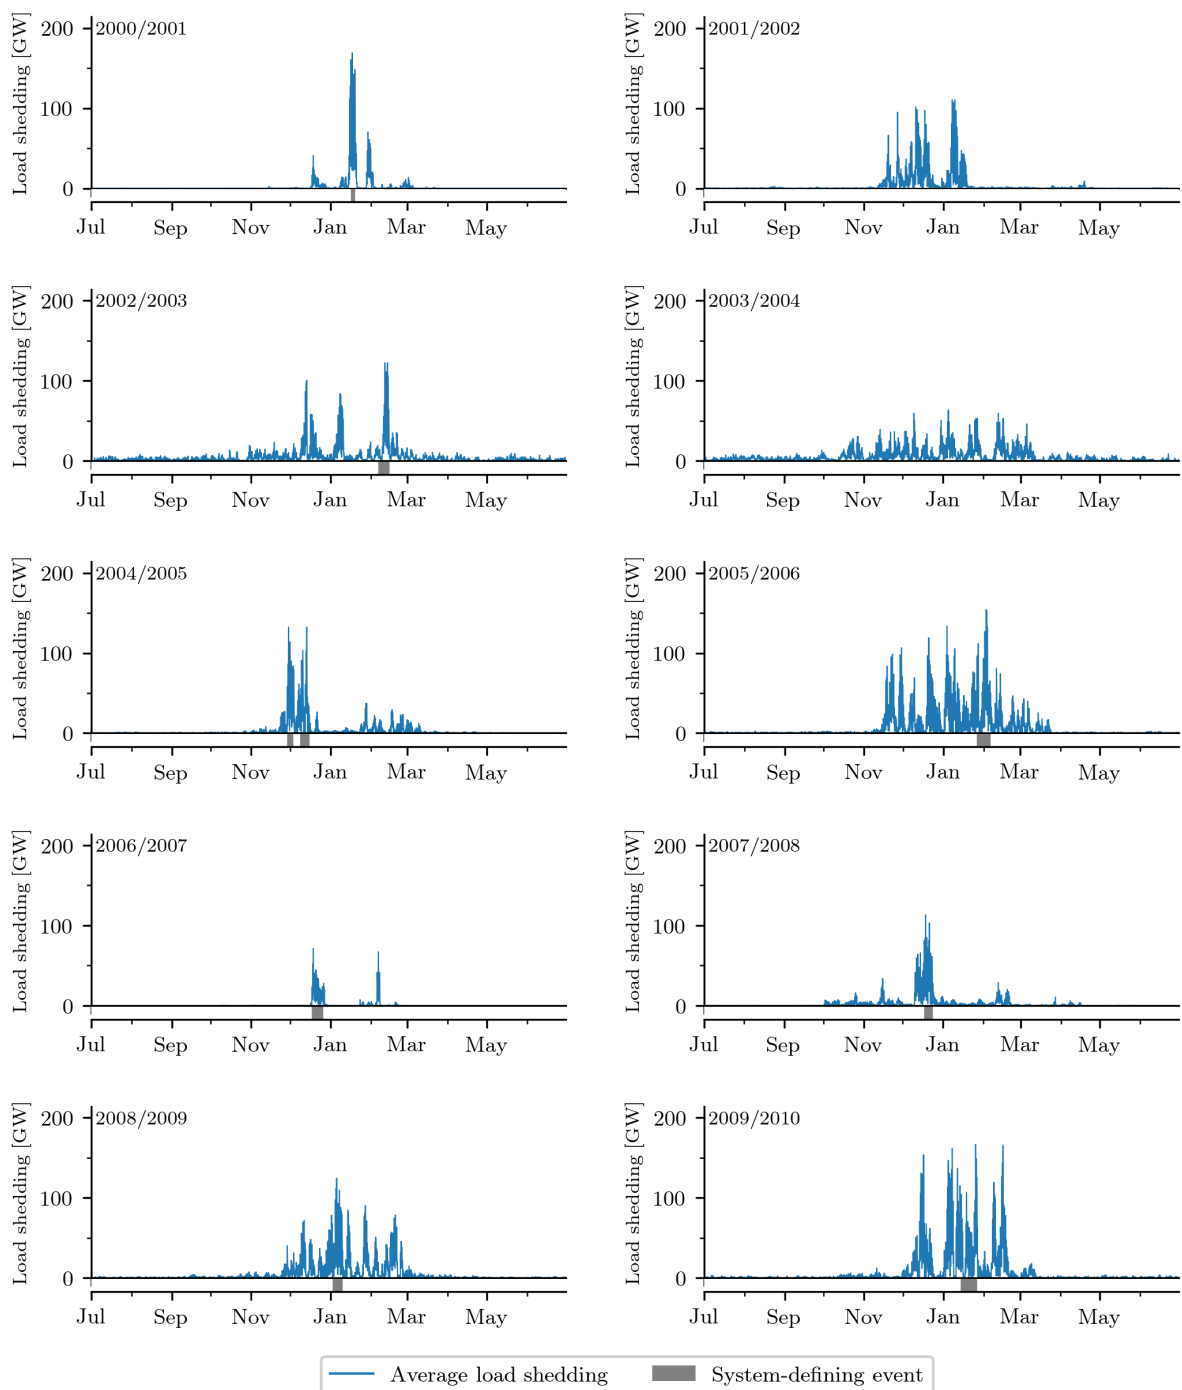 Load shedding [GW]
200
100
0
2000/2001
Jul Sep Nov Jan Mar May
Load shedding [GW]
200
100
0
2001/2002
Jul Sep Nov Jan Mar May
Load shedding [GW]
200
100
0
2002/2003
Jul Sep Nov Jan Mar May
Load shedding [GW]
200
100
0
2003/2004
Jul Sep Nov Jan Mar May
Load shedding [GW]
200
100
0
2004/2005
Jul Sep Nov Jan Mar May
Load shedding [GW]
200
100
0
2005/2006
Jul Sep Nov Jan Mar May
Load shedding [GW]
200
100
0
2006/2007
Jul Sep Nov Jan Mar May
Load shedding [GW]
200
100
0
2007/2008
Jul Sep Nov Jan Mar May
Load shedding [GW]
200
100
0
2008/2009
Jul Sep Nov Jan Mar May
Load shedding [GW]
200
100
0
2009/2010
Jul Sep Nov Jan Mar May
Average load shedding
System-defining event